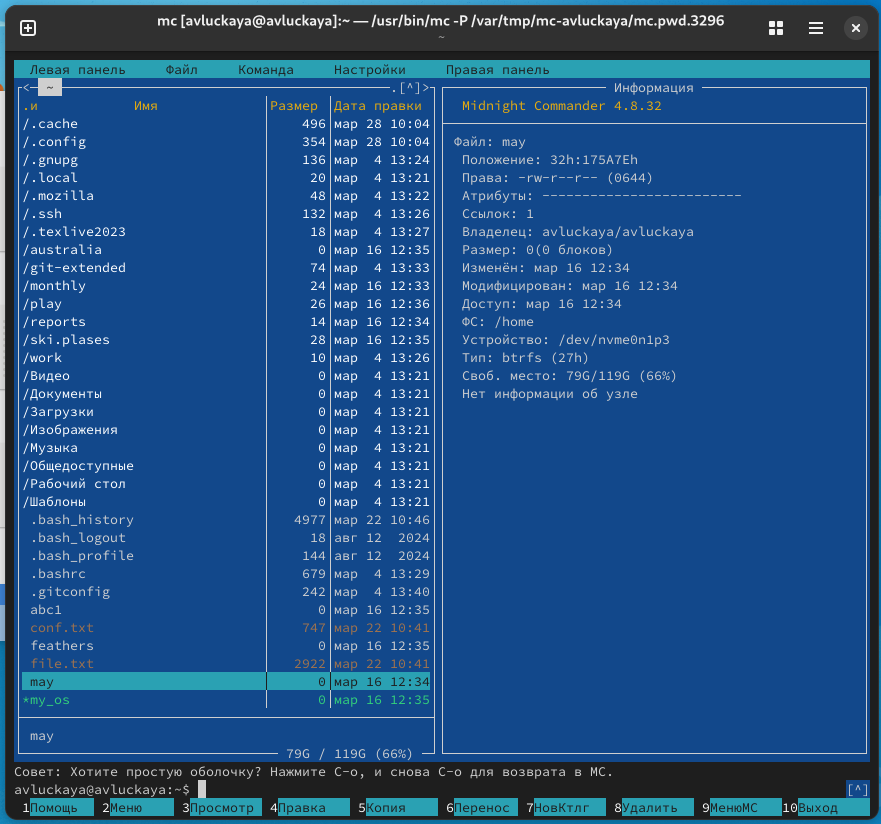 mc [avluckaya@avluckaya]:~ — /usr/bin/mc -P /var/tmp/mc-avluckaya/mc.pwd.3296
~
Левая панель Файл Команда Настройки Правая панель
<— ~ .[^]> Информация
.и Имя Размер Дата правки Midnight Commander 4.8.32
/.cache 496 мар 28 10:04
/.config 354 мар 28 10:04 Файл: may
/.gnupg 136 мар 4 13:24 Положение: 32h:175A7Eh
/.local 20 мар 4 13:21 Права: -rw-r--r-- (0644)
/.mozilla 48 мар 4 13:22 Атрибуты: -------------------------
/.ssh 132 мар 4 13:26 Ссылок: 1
/.texlive2023 18 мар 4 13:27 Владелец: avluckaya/avluckaya
/australia 0 мар 16 12:35 Размер: 0(0 блоков)
/git-extended 74 мар 4 13:33 Изменён: мар 16 12:34
/monthly 24 мар 16 12:33 Модифицирован: мар 16 12:34
/play 26 мар 16 12:36 Доступ: мар 16 12:34
/reports 14 мар 16 12:34 ФС: /home
/ski.plases 28 мар 16 12:35 Устройство: /dev/nvme0n1p3
/work 10 мар 4 13:26 Тип: btrfs (27h)
/Видео 0 мар 4 13:21 Своб. место: 79G/119G (66%)
/Документы 0 мар 4 13:21 Нет информации об узле
/Загрузки 0 мар 4 13:21
/Изображения 0 мар 4 13:21
/Музыка 0 мар 4 13:21
/Общедоступные 0 мар 4 13:21
/Рабочий стол 0 мар 4 13:21
/Шаблоны 0 мар 4 13:21
.bash_history 4977 мар 22 10:46
.bash_logout 18 авг 12 2024
.bash_profile 144 авг 12 2024
.bashrc 679 мар 4 13:29
.gitconfig 242 мар 4 13:40
abc1 0 мар 16 12:35
conf.txt 747 мар 22 10:41
feathers 0 мар 16 12:35
file.txt 2922 мар 22 10:41
may 0 мар 16 12:34
*my_os 0 мар 16 12:35
may
79G / 119G (66%)
Совет: Хотите простую оболочку? Нажмите C-o, и снова C-o для возврата в MC.
avluckaya@avluckaya:~$ [^]
1Помощь 2Меню 3Просмотр 4Правка 5Копия 6Перенос 7НовКтлг 8Удалить 9МенюMC 10Выход